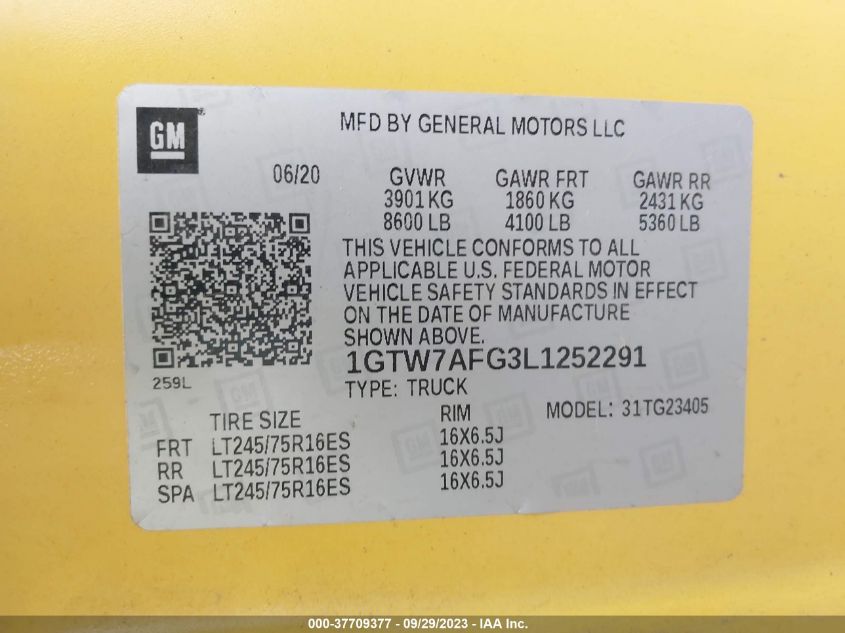 GM
®
MFD BY GENERAL MOTORS LLC
06/20 GVWR GAWR FRT GAWR RR
3901 KG 1860 KG 2431 KG
8600 LB 4100 LB 5360 LB
THIS VEHICLE CONFORMS TO ALL
APPLICABLE U.S. FEDERAL MOTOR
VEHICLE SAFETY STANDARDS IN EFFECT
ON THE DATE OF MANUFACTURE
SHOWN ABOVE.
1GTW7AFG3L1252291
259L
TYPE: TRUCK
TIRE SIZE RIM MODEL: 31TG23405
FRT LT245/75R16ES 16X6.5J
RR LT245/75R16ES 16X6.5J
SPA LT245/75R16ES 16X6.5J
000-37709377 - 09/29/2023 - IAA Inc.